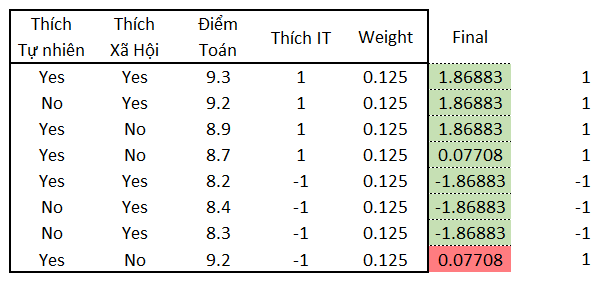 Thích Tự nhiên Thích Xã Hội Điểm Toán Thích IT Weight Final
Yes Yes 9.3 1 0.125 1.86883 1
No Yes 9.2 1 0.125 1.86883 1
Yes No 8.9 1 0.125 1.86883 1
Yes No 8.7 1 0.125 0.07708 1
Yes Yes 8.2 -1 0.125 -1.86883 -1
No Yes 8.4 -1 0.125 -1.86883 -1
No Yes 8.3 -1 0.125 -1.86883 -1
Yes No 9.2 -1 0.125 0.07708 1